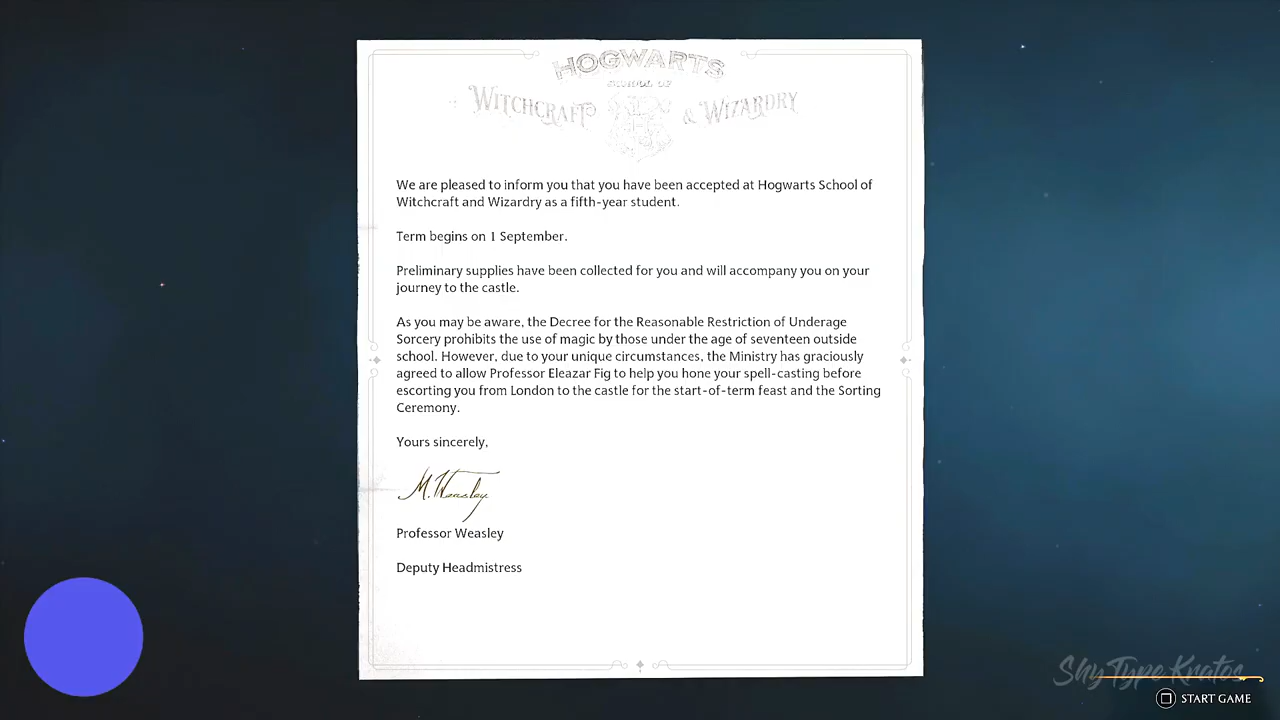 HOGWARTS
SCHOOL OF
WITCHCRAFT & WIZARDRY
We are pleased to inform you that you have been accepted at Hogwarts School of
Witchcraft and Wizardry as a fifth-year student.
Term begins on 1 September.
Preliminary supplies have been collected for you and will accompany you on your
journey to the castle.
As you may be aware, the Decree for the Reasonable Restriction of Underage
Sorcery prohibits the use of magic by those under the age of seventeen outside
school. However, due to your unique circumstances, the Ministry has graciously
agreed to allow Professor Eleazar Fig to help you hone your spell-casting before
escorting you from London to the castle for the start-of-term feast and the Sorting
Ceremony.
Yours sincerely,
M. Weasley
Professor Weasley
Deputy Headmistress
Shy Type Kratos
START GAME